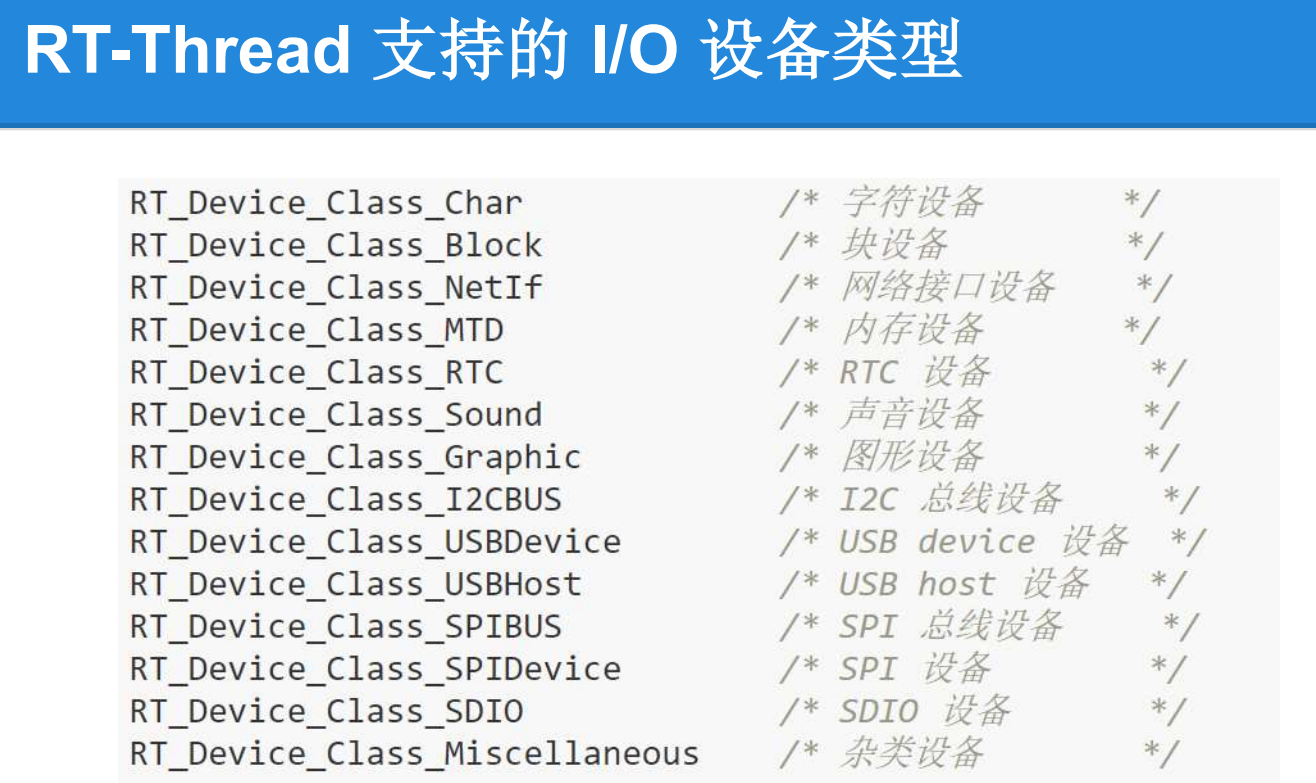 RT-Thread 支持的 I/O 设备类型
RT_Device_Class_Char /* 字符设备 */
RT_Device_Class_Block /* 块设备 */
RT_Device_Class_NetIf /* 网络接口设备 */
RT_Device_Class_MTD /* 内存设备 */
RT_Device_Class_RTC /* RTC 设备 */
RT_Device_Class_Sound /* 声音设备 */
RT_Device_Class_Graphic /* 图形设备 */
RT_Device_Class_I2CBUS /* I2C 总线设备 */
RT_Device_Class_USBDevice /* USB device 设备 */
RT_Device_Class_USBHost /* USB host 设备 */
RT_Device_Class_SPIBUS /* SPI 总线设备 */
RT_Device_Class_SPIDevice /* SPI 设备 */
RT_Device_Class_SDIO /* SDIO 设备 */
RT_Device_Class_Miscellaneous /* 杂类设备 */